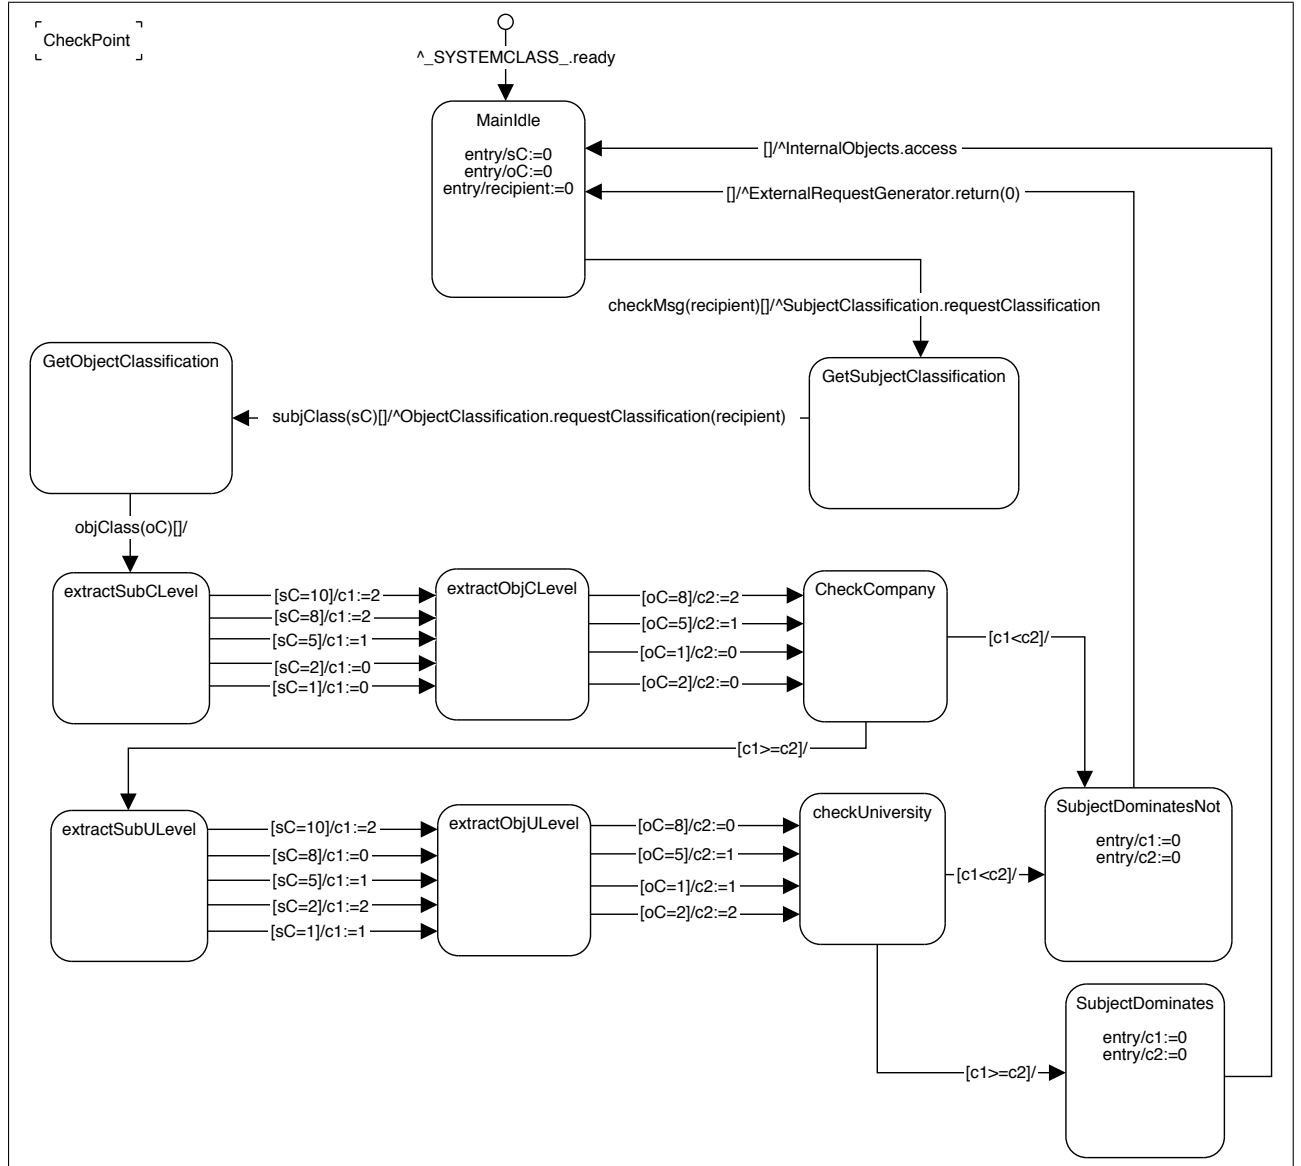 CheckPoint
^_SYSTEMCLASS_.ready
MainIdle
entry/sC:=0
entry/oC:=0
entry/recipient:=0
[]/^InternalObjects.access
[]/^ExternalRequestGenerator.return(0)
checkMsg(recipient)[]/^SubjectClassification.requestClassification
GetObjectClassification
GetSubjectClassification
subjClass(sC)[]/^ObjectClassification.requestClassification(recipient)
objClass(oC)[]/
extractSubCLevel
[sC=10]/c1:=2
[sC=8]/c1:=2
[sC=5]/c1:=1
[sC=2]/c1:=0
[sC=1]/c1:=0
extractObjCLevel
[oC=8]/c2:=2
[oC=5]/c2:=1
[oC=1]/c2:=0
[oC=2]/c2:=0
CheckCompany
[c1<c2]/
[c1>=c2]/
extractSubULevel
[sC=10]/c1:=2
[sC=8]/c1:=0
[sC=5]/c1:=1
[sC=2]/c1:=2
[sC=1]/c1:=1
extractObjULevel
[oC=8]/c2:=0
[oC=5]/c2:=1
[oC=1]/c2:=1
[oC=2]/c2:=2
checkUniversity
[c1<c2]/
SubjectDominatesNot
entry/c1:=0
entry/c2:=0
[c1>=c2]/
SubjectDominates
entry/c1:=0
entry/c2:=0